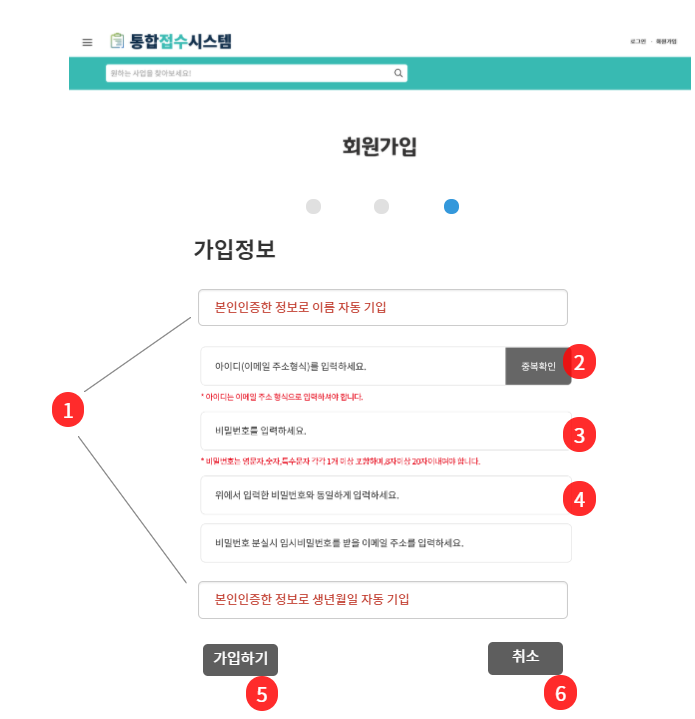 통합접수시스템
로그인 · 회원가입
원하는 사업을 찾아보세요!
회원가입
가입정보
본인인증한 정보로 이름 자동 기입
아이디(이메일 주소형식)를 입력하세요.
중복확인
2
* 아이디는 이메일 주소 형식으로 입력하셔야 합니다.
1
비밀번호를 입력하세요.
3
* 비밀번호는 영문자,숫자,특수문자 각각 1개 이상 포함하여,8자이상 20자이내여야 합니다.
위에서 입력한 비밀번호와 동일하게 입력하세요.
4
비밀번호 분실시 임시비밀번호를 받을 이메일 주소를 입력하세요.
본인인증한 정보로 생년월일 자동 기입
가입하기
취소
5
6